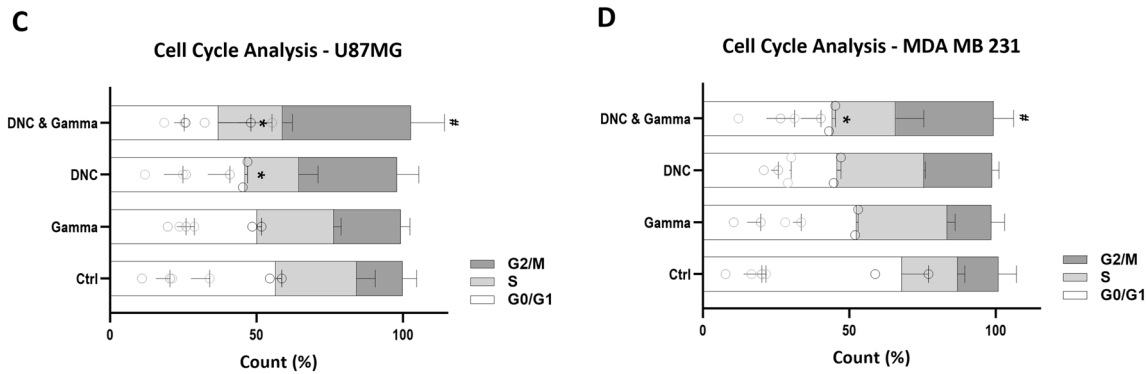 C
Cell Cycle Analysis - U87MG
DNC & Gamma
*
#
DNC
*
Gamma
Ctrl
G2/M
S
G0/G1
0
50
100
Count (%)
D
Cell Cycle Analysis - MDA MB 231
DNC & Gamma
*
#
DNC
Gamma
Ctrl
G2/M
S
G0/G1
0
50
100
Count (%)